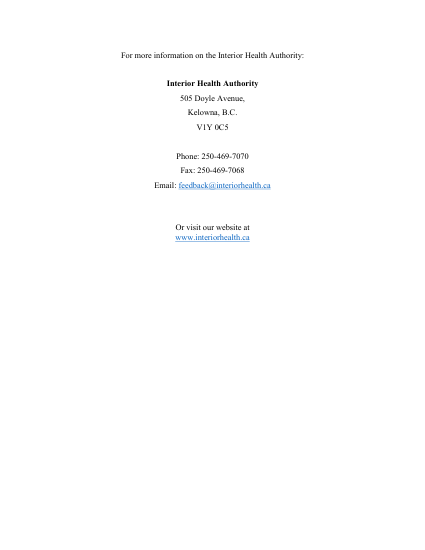 For more information on the Interior Health Authority:
Interior Health Authority
505 Doyle Avenue,
Kelowna, B.C.
V1Y 0C5
Phone: 250-469-7070
Fax: 250-469-7068
Email: feedback@interiorhealth.ca
Or visit our website at
www.interiorhealth.ca